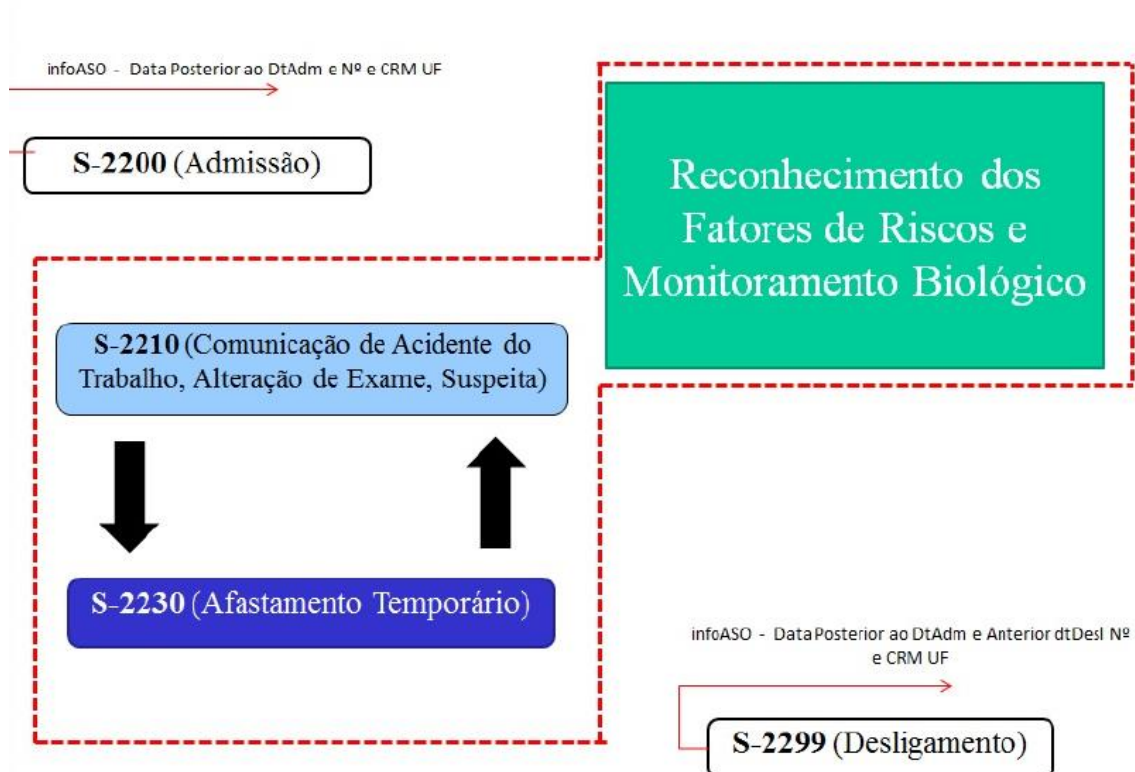 infoASO - Data Posterior ao DtAdm e Nº e CRM UF
S-2200 (Admissão)
Reconhecimento dos
Fatores de Riscos e
Monitoramento Biológico
S-2210 (Comunicação de Acidente do
Trabalho, Alteração de Exame, Suspeita)
S-2230 (Afastamento Temporário)
infoASO - Data Posterior ao DtAdm e Anterior dtDesl Nº
e CRM UF
S-2299 (Desligamento)